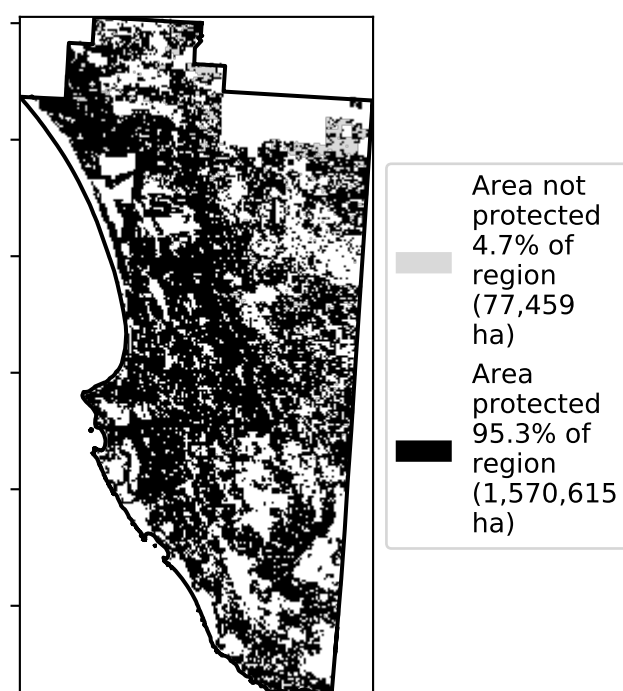 Area not
protected
4.7% of
region
(77,459
ha)
Area
protected
95.3% of
region
(1,570,615
ha)